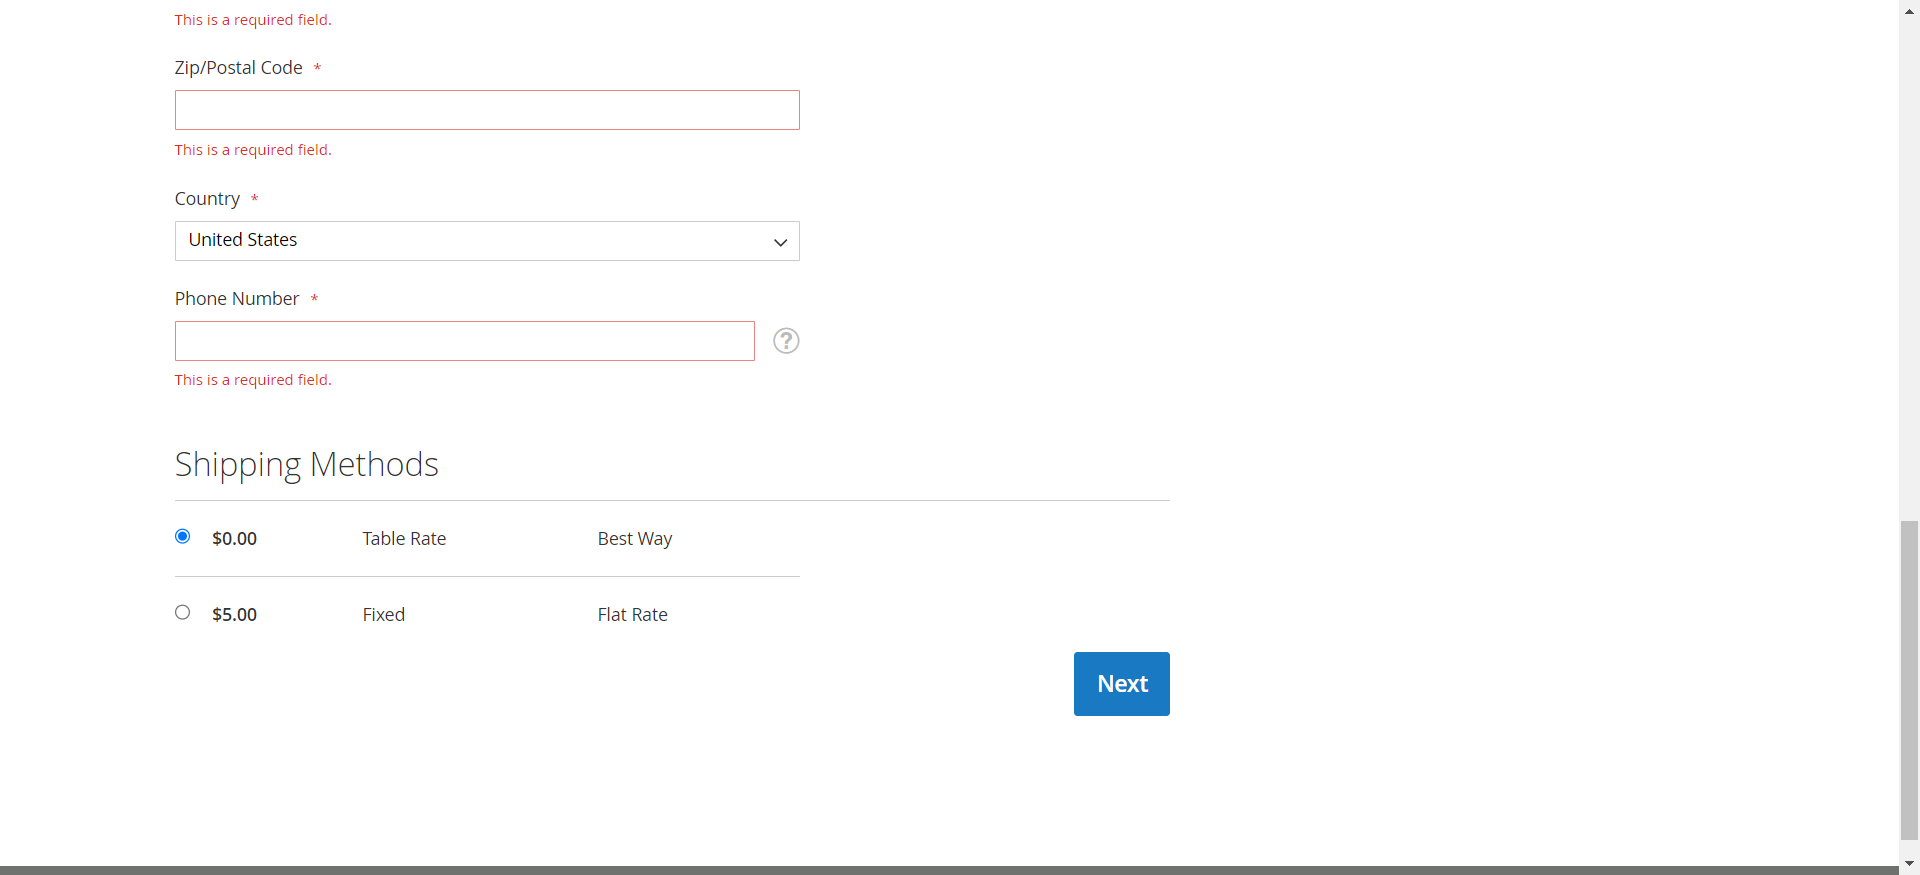 This is a required field.
Zip/Postal Code *
This is a required field.
Country *
United States
Phone Number *
?
This is a required field.
Shipping Methods
$0.00 Table Rate Best Way
$5.00 Fixed Flat Rate
Next